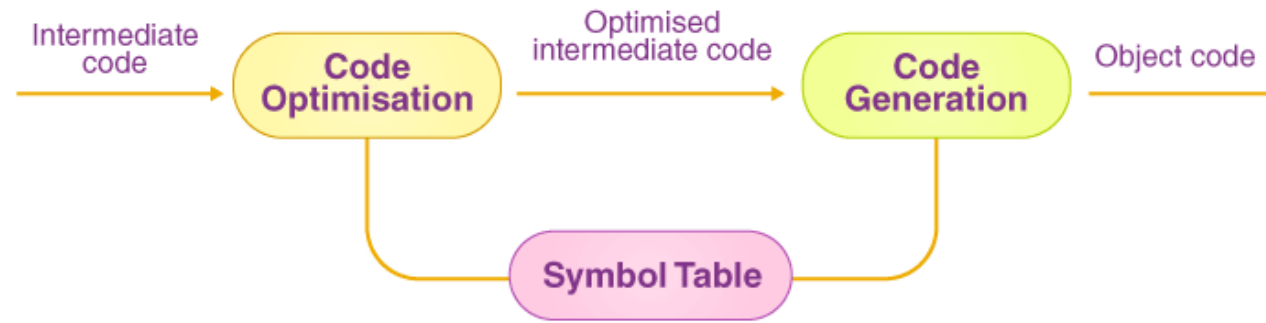 Intermediate
code
Code
Optimisation
Optimised
intermediate code
Code
Generation
Object code
Symbol Table